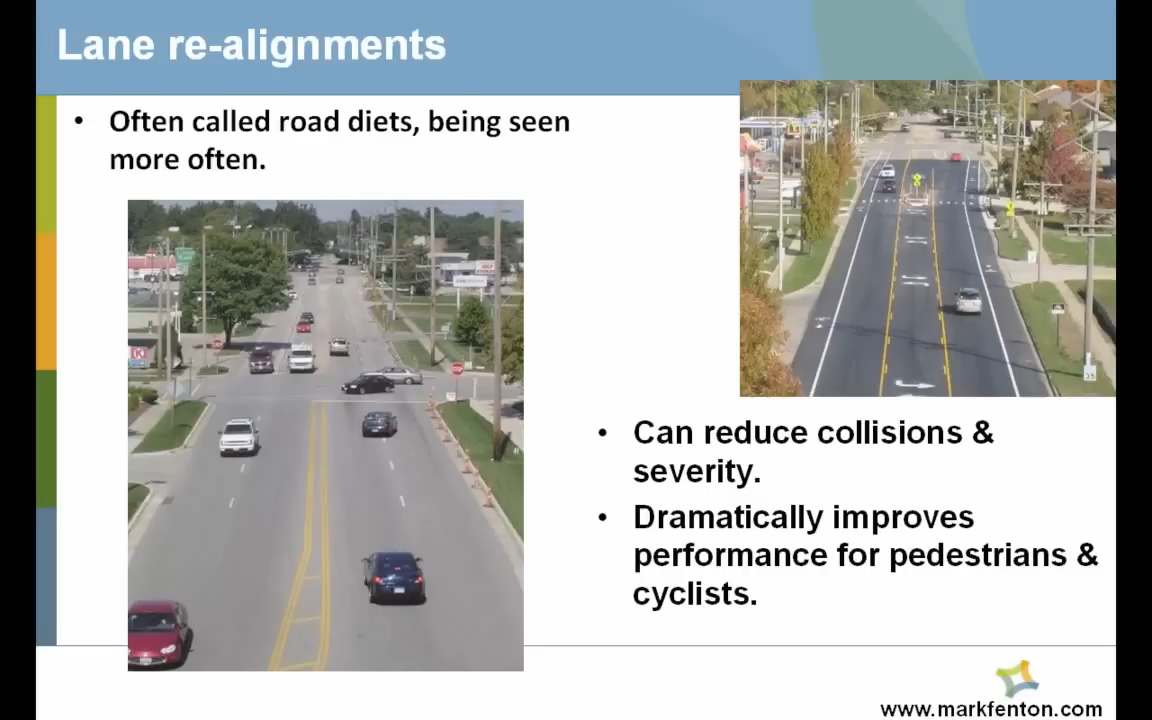 Lane re-alignments
• Often called road diets, being seen
more often.
• Can reduce collisions &
severity.
• Dramatically improves
performance for pedestrians &
cyclists.
www.markfenton.com